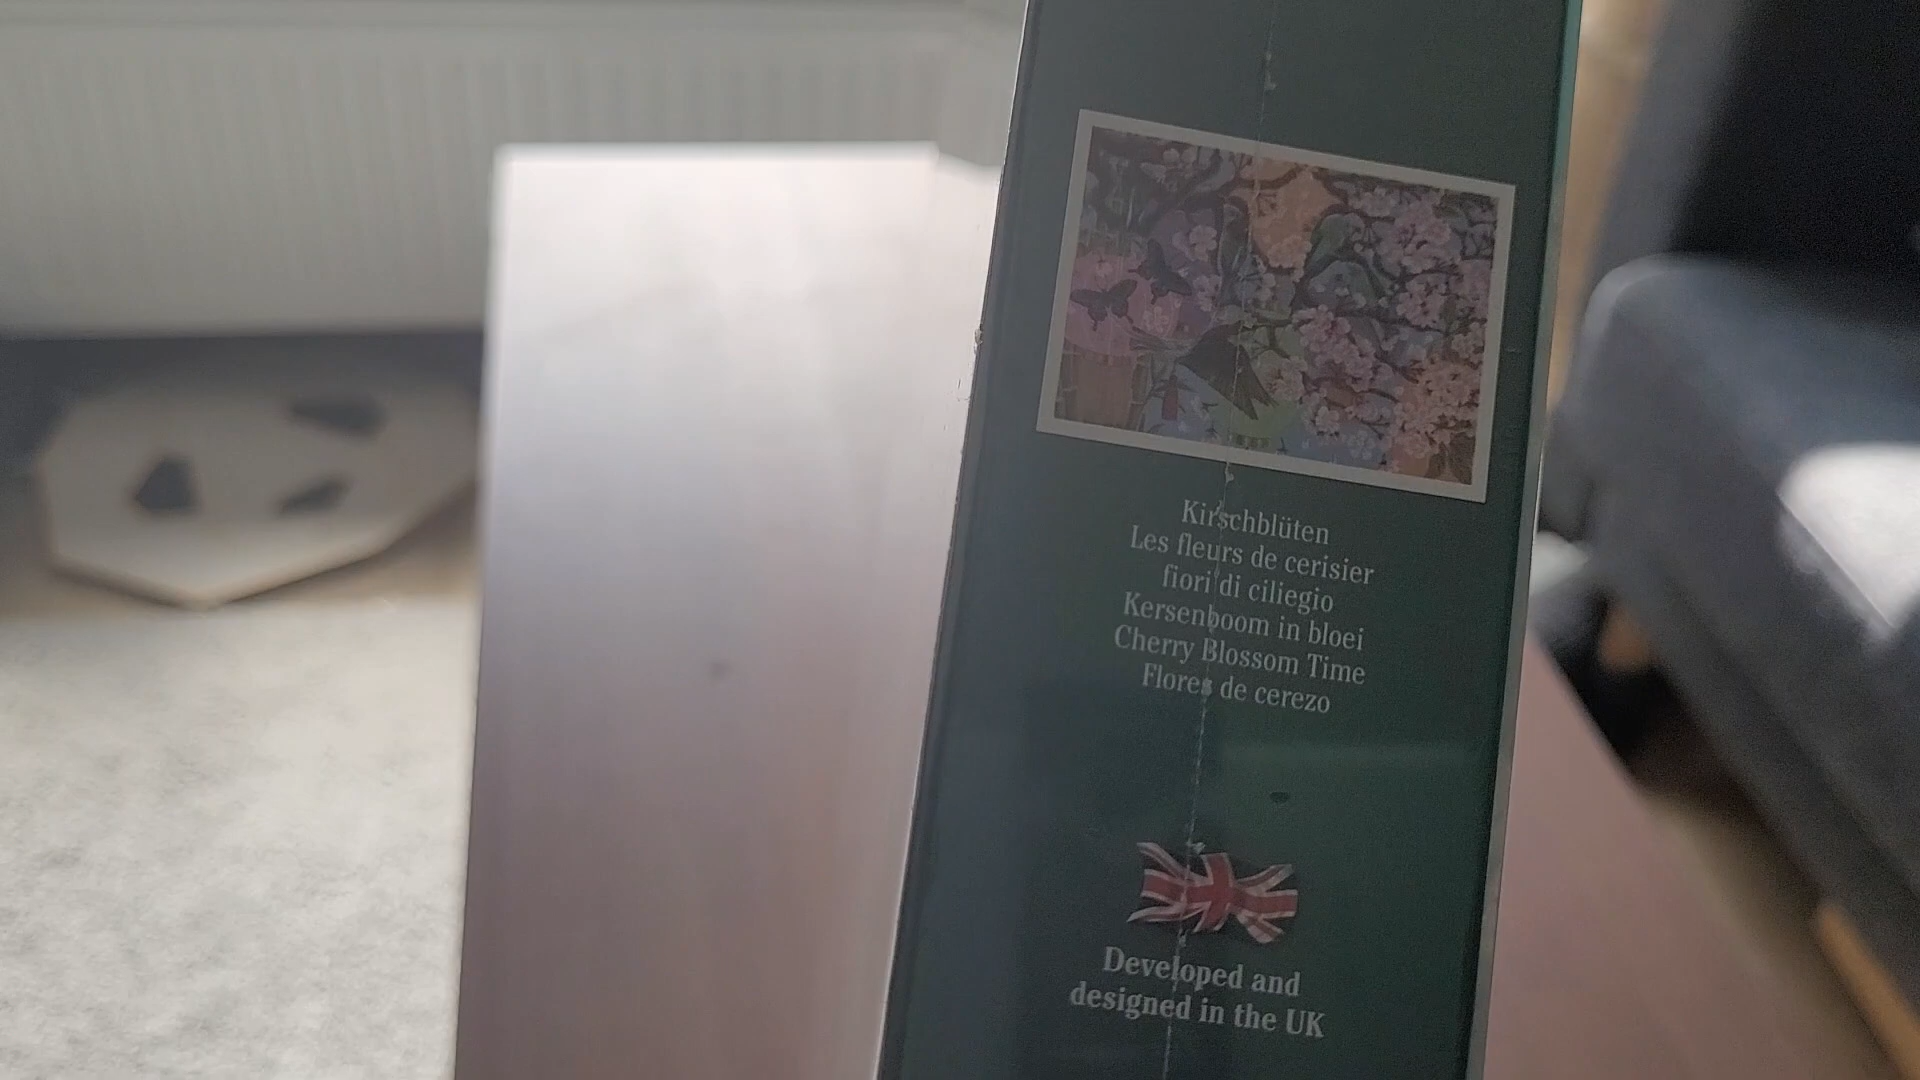 Kirschblüten
Les fleurs de cerisier
fiori di ciliegio
Kersenboom in bloei
Cherry Blossom Time
Flores de cerezo
Developed and
designed in the UK